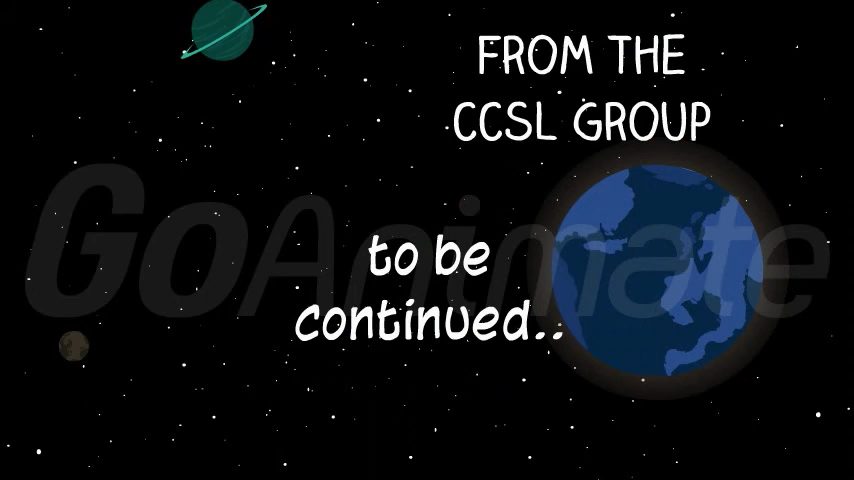 FROM THE
CCSL GROUP
GoAnimate
to be
continued..